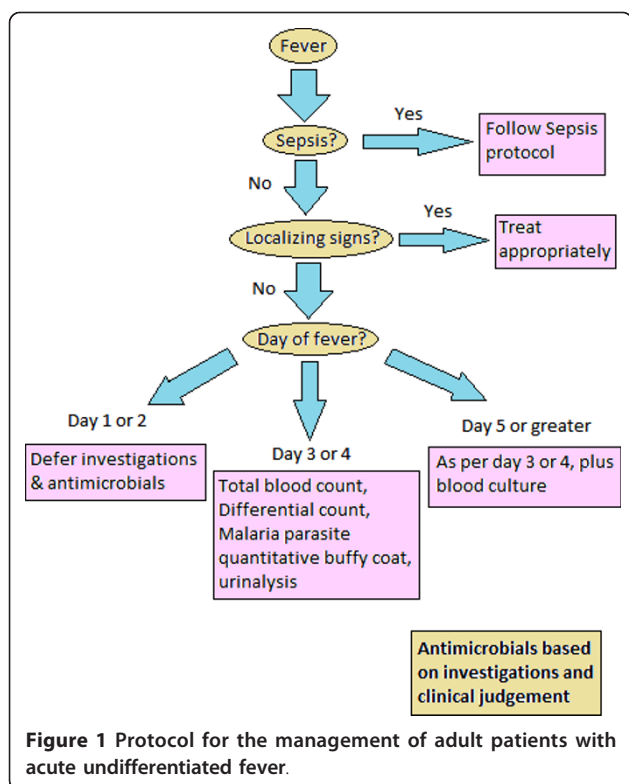 Fever
Sepsis?
Yes
Follow Sepsis
protocol
No
Localizing signs?
Yes
Treat
appropriately
No
Day of fever?
Day 1 or 2
Defer investigations
& antimicrobials
Day 3 or 4
Total blood count,
Differential count,
Malaria parasite
quantitative buffy coat,
urinalysis
Day 5 or greater
As per day 3 or 4, plus
blood culture
Antimicrobials based
on investigations and
clinical judgement
Figure 1 Protocol for the management of adult patients with
acute undifferentiated fever.